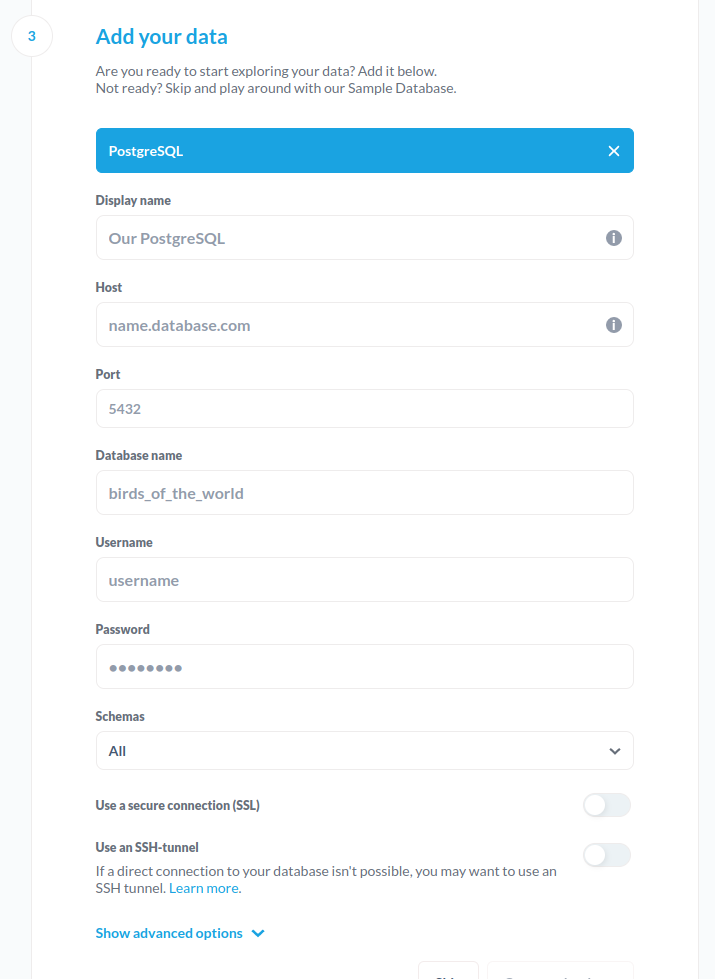 3
Add your data
Are you ready to start exploring your data? Add it below.
Not ready? Skip and play around with our Sample Database.
PostgreSQL
Display name
Our PostgreSQL
Host
name.database.com
Port
5432
Database name
birds_of_the_world
Username
username
Password
●●●●●●●●
Schemas
All
Use a secure connection (SSL)
Use an SSH-tunnel
If a direct connection to your database isn't possible, you may want to use an
SSH tunnel. Learn more.
Show advanced options